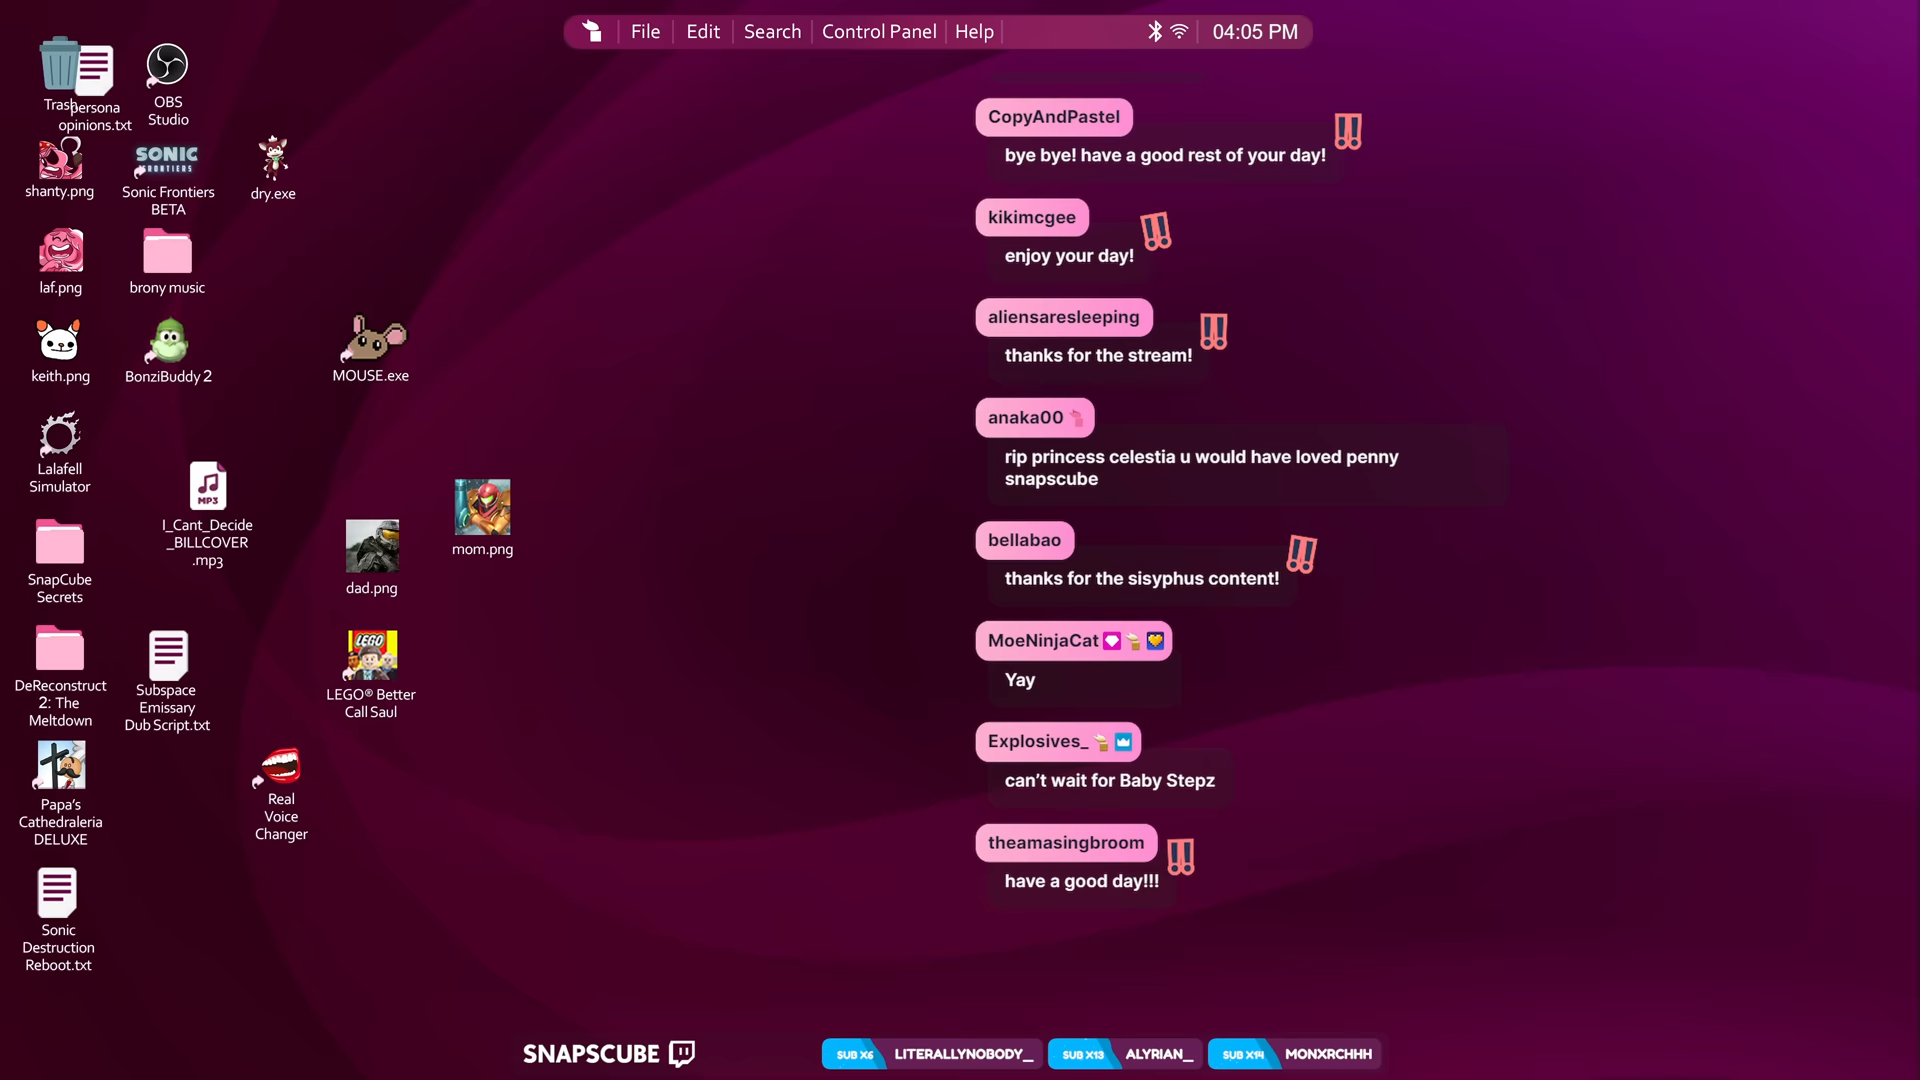 File
Edit
Search
Control Panel
Help
04:05 PM
Trash
persona
opinions.txt
OBS
Studio
shanty.png
SONIC
FRONTIERS
Sonic Frontiers
BETA
dry.exe
laf.png
brony music
keith.png
BonziBuddy 2
MOUSE.exe
Lalafell
Simulator
MP3
I_Cant_Decide
_BILLCOVER
.mp3
mom.png
dad.png
SnapCube
Secrets
DeReconstruct
2: The
Meltdown
Subspace
Emissary
Dub Script.txt
LEGO
LEGO® Better
Call Saul
Papa's
Cathedraleria
DELUXE
Real
Voice
Changer
Sonic
Destruction
Reboot.txt
CopyAndPastel
bye bye! have a good rest of your day!
kikimcgee
enjoy your day!
aliensaresleeping
thanks for the stream!
anaka00
rip princess celestia u would have loved penny
snapscube
bellabao
thanks for the sisyphus content!
MoeNinjaCat
Yay
Explosives_
can't wait for Baby Stepz
theamasingbroom
have a good day!!!
SNAPSCUBE
SUB X6
LITERALLYNOBODY_
SUB X13
ALYRIAN_
SUB X14
MONXRCHHH